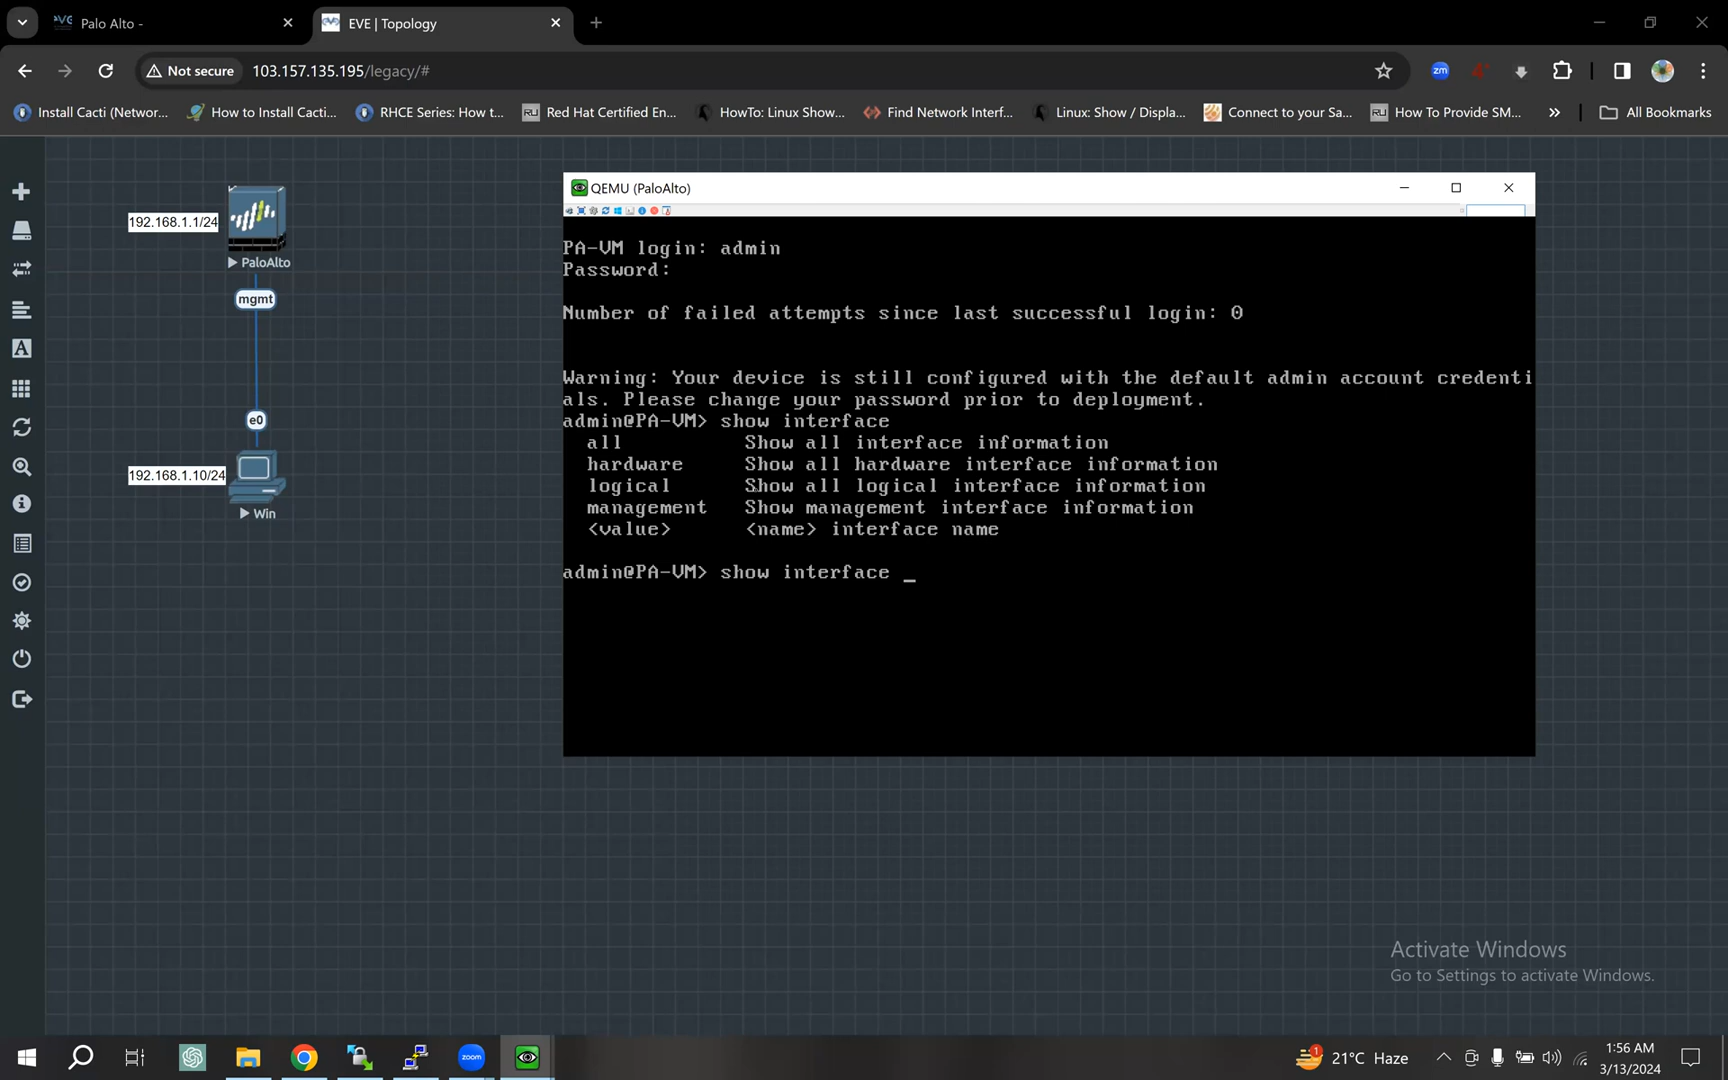 Palo Alto -
EVE | Topology
Not secure
103.157.135.195/legacy/#
zm
Install Cacti (Networ...
How to Install Cacti...
RHCE Series: How t...
Red Hat Certified En...
HowTo: Linux Show...
Find Network Interf...
Linux: Show / Displa...
Connect to your Sa...
How To Provide SM...
»
All Bookmarks
192.168.1.1/24
PaloAlto
mgmt
e0
192.168.1.10/24
Win
QEMU (PaloAlto)
PA-VM login: admin
Password:
Number of failed attempts since last successful login: 0
Warning: Your device is still configured with the default admin account credenti
als. Please change your password prior to deployment.
admin@PA-VM> show interface
all Show all interface information
hardware Show all hardware interface information
logical Show all logical interface information
management Show management interface information
<value> <name> interface name
admin@PA-VM> show interface _
Activate Windows
Go to Settings to activate Windows.
zoom
1
21°C Haze
1:56 AM
3/13/2024